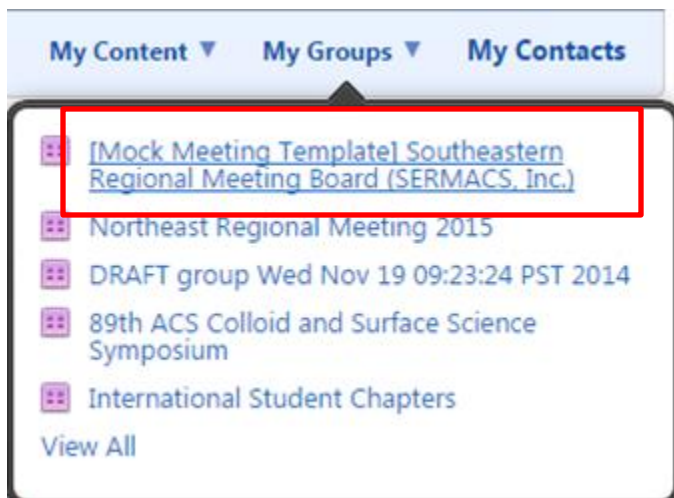 My Content ▼ My Groups ▼ My Contacts
[Mock Meeting Template] Southeastern
Regional Meeting Board (SERMACS, Inc.)
Northeast Regional Meeting 2015
DRAFT group Wed Nov 19 09:23:24 PST 2014
89th ACS Colloid and Surface Science
Symposium
International Student Chapters
View All